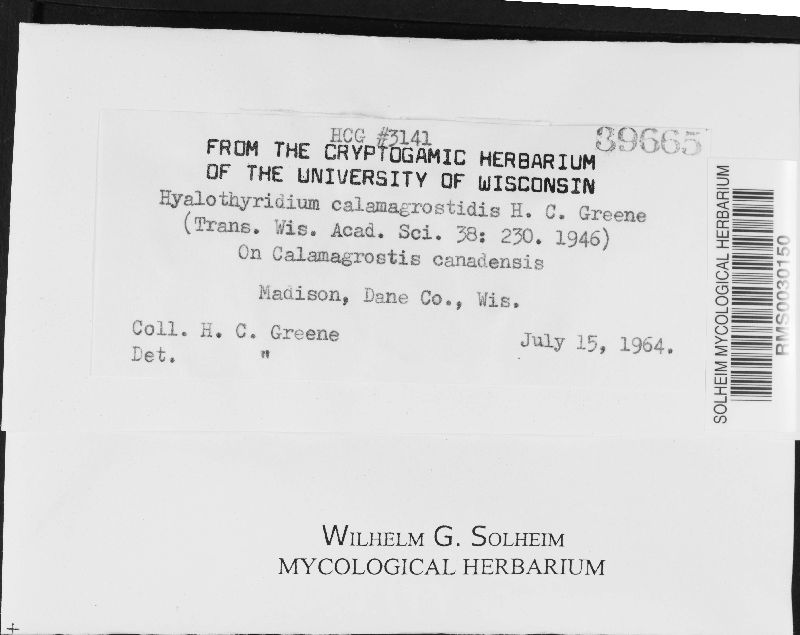 HCG #3141
39665
FROM THE CRYPTOGAMIC HERBARIUM
OF THE UNIVERSITY OF WISCONSIN
Hyalothyridium calamagrostidis H. C. Greene
(Trans. Wis. Acad. Sci. 38: 230. 1946)
On Calamagrostis canadensis
Madison, Dane Co., Wis.
Coll. H. C. Greene
July 15, 1964.
Det. "
SOLHEIM MYCOLOGICAL HERBARIUM
RMS0030150
WILHELM G. SOLHEIM
MYCOLOGICAL HERBARIUM